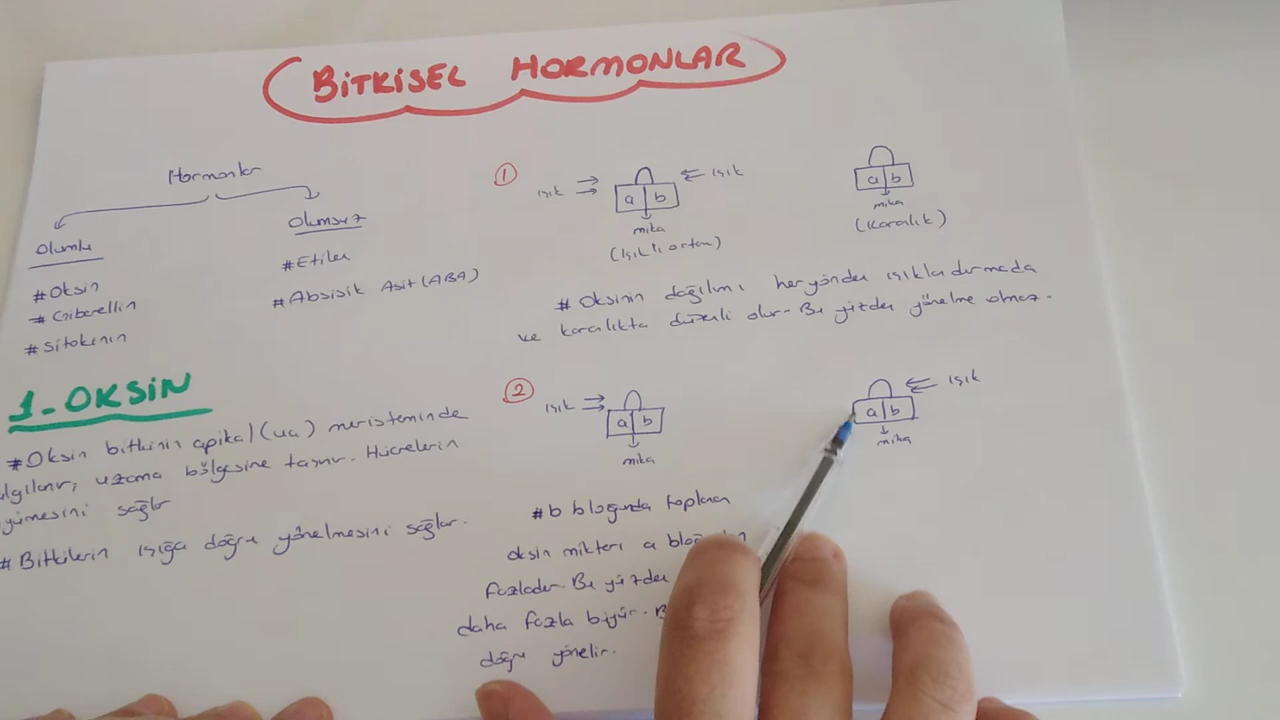 BİTKİSEL HORMONLAR
Hormonlar
Olumlu
#Oksin
#Giberellin
#Sitokinin
Olumsuz
#Etilen
#Absisik Asit (ABA)
1-OKSİN
#Oksin bitkinin apikal (uç) meristeminde
uzama bölgesine taşınır. Hücrelerin
sağlar
#Bitkilerin ışığa doğru yönelmesini sağlar.
1
ışık
ışık
a b
mika
(Işıklı ortam)
a b
mika
(Karanlık)
# Oksinin dağılımı her yönden ışıklandırmada
ve karanlıkta düzenli olur. Bu yüzden yönelme olmaz.
2
ışık
a b
mika
ışık
a b
mika
#b bloğunda toplanan
oksin miktarı a
fazladır. Bu yüzden
daha fazla büyür.
doğru yönelir.